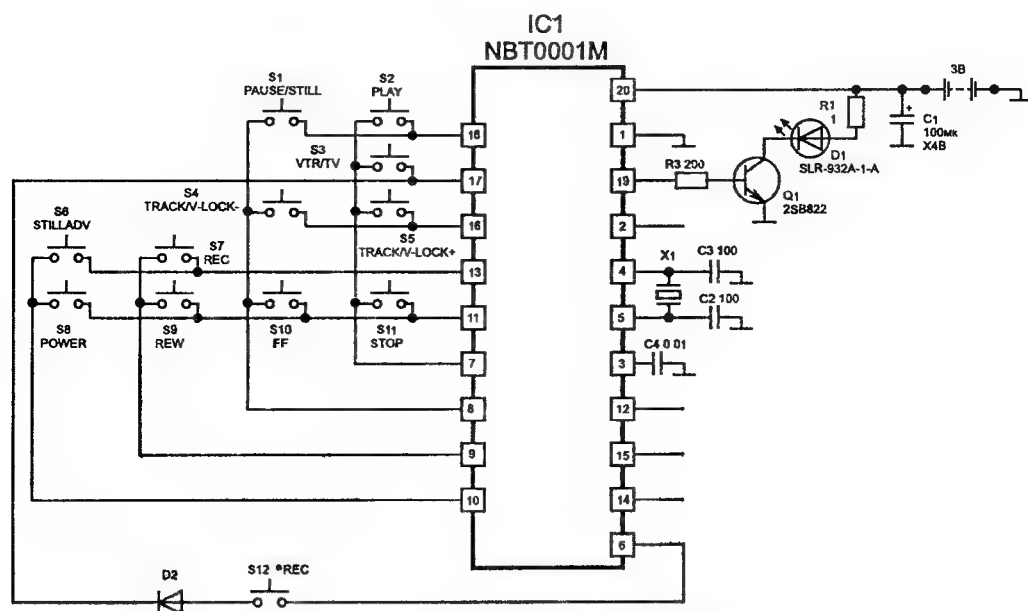 IC1
NBT0001M
S1
PAUSE/STILL
S2
PLAY
S3
VTR/TV
S4
TRACK/V-LOCK-
S5
TRACK/V-LOCK+
S6
STILLADV
S7
REC
S8
POWER
S9
REW
S10
FF
S11
STOP
18
17
16
13
11
7
8
9
10
20
1
19
2
4
5
3
12
15
14
6
3В
R1
1
+
C1
100мк
X4В
D1
SLR-932A-1-A
R3 200
Q1
2SB822
X1
C3 100
C2 100
C4 0 01
D2
S12 *REC